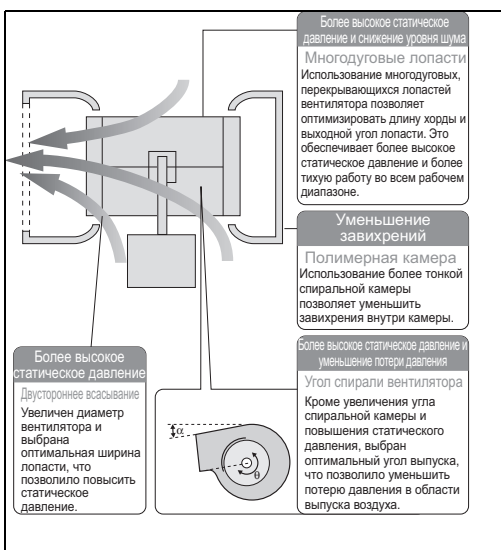 Более высокое статическое
давление и снижение уровня шума
Многодуговые лопасти
Использование многодуговых,
перекрывающихся лопастей
вентилятора позволяет
оптимизировать длину хорды и
выходной угол лопасти. Это
обеспечивает более высокое
статическое давление и более
тихую работу во всем рабочем
диапазоне.
Уменьшение
завихрений
Полимерная камера
Использование более тонкой
спиральной камеры
позволяет уменьшить
завихрения внутри камеры.
Более высокое
статическое давление
Двустороннее всасывание
Увеличен диаметр
вентилятора и
выбрана
оптимальная ширина
лопасти, что
позволило повысить
статическое
давление.
α
θ
Более высокое статическое давление и
уменьшение потери давления
Угол спирали вентилятора
Кроме увеличения угла
спиральной камеры и
повышения статического
давления, выбран
оптимальный угол выпуска,
что позволило уменьшить
потерю давления в области
выпуска воздуха.